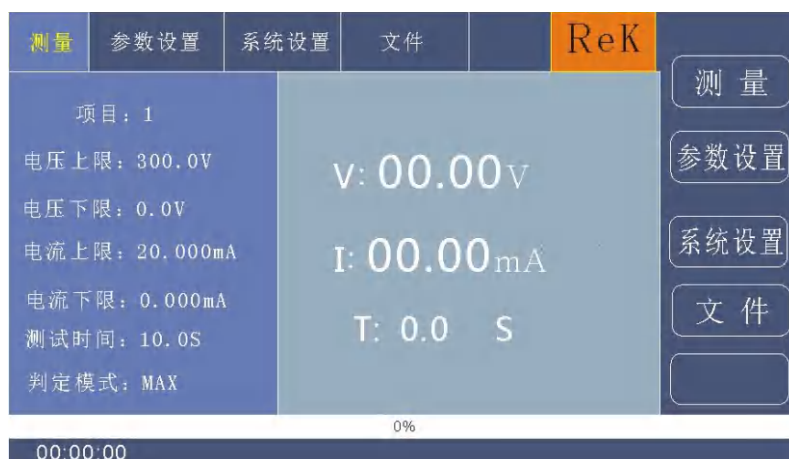 测量 参数设置 系统设置 文件 ReK
项目：1
电压上限：300.0V
电压下限：0.0V
电流上限：20.000mA
电流下限：0.000mA
测试时间：10.0S
判定模式：MAX
V: 00.00V
I: 00.00mA
T: 0.0 S
测 量
参数设置
系统设置
文 件
0%
00:00:00